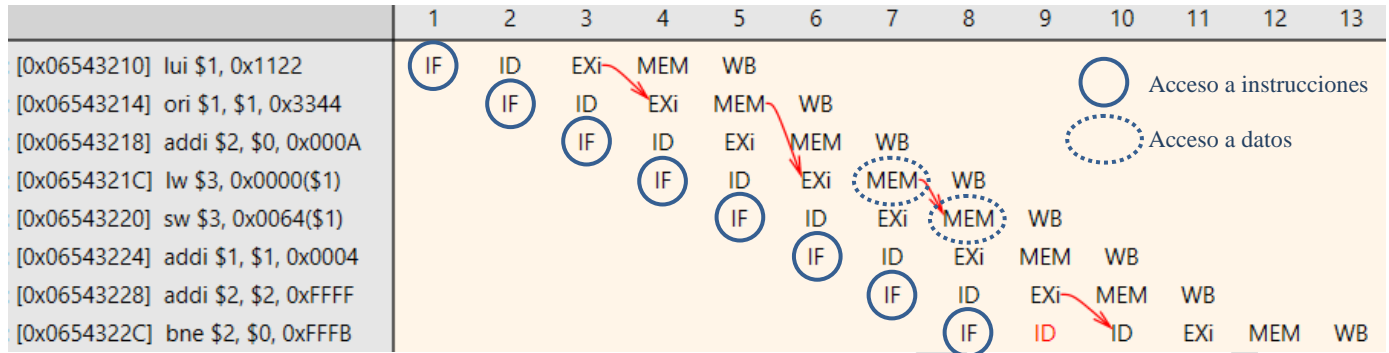 1 2 3 4 5 6 7 8 9 10 11 12 13
[0x06543210] lui $1, 0x1122 IF ID EXi MEM WB
Acceso a instrucciones
[0x06543214] ori $1, $1, 0x3344 IF ID EXi MEM WB
[0x06543218] addi $2, $0, 0x000A IF ID EXi MEM WB
Acceso a datos
[0x0654321C] lw $3, 0x0000($1) IF ID EXi MEM WB
[0x06543220] sw $3, 0x0064($1) IF ID EXi MEM WB
[0x06543224] addi $1, $1, 0x0004 IF ID EXi MEM WB
[0x06543228] addi $2, $2, 0xFFFF IF ID EXi MEM WB
[0x0654322C] bne $2, $0, 0xFFFB IF ID ID EXi MEM WB